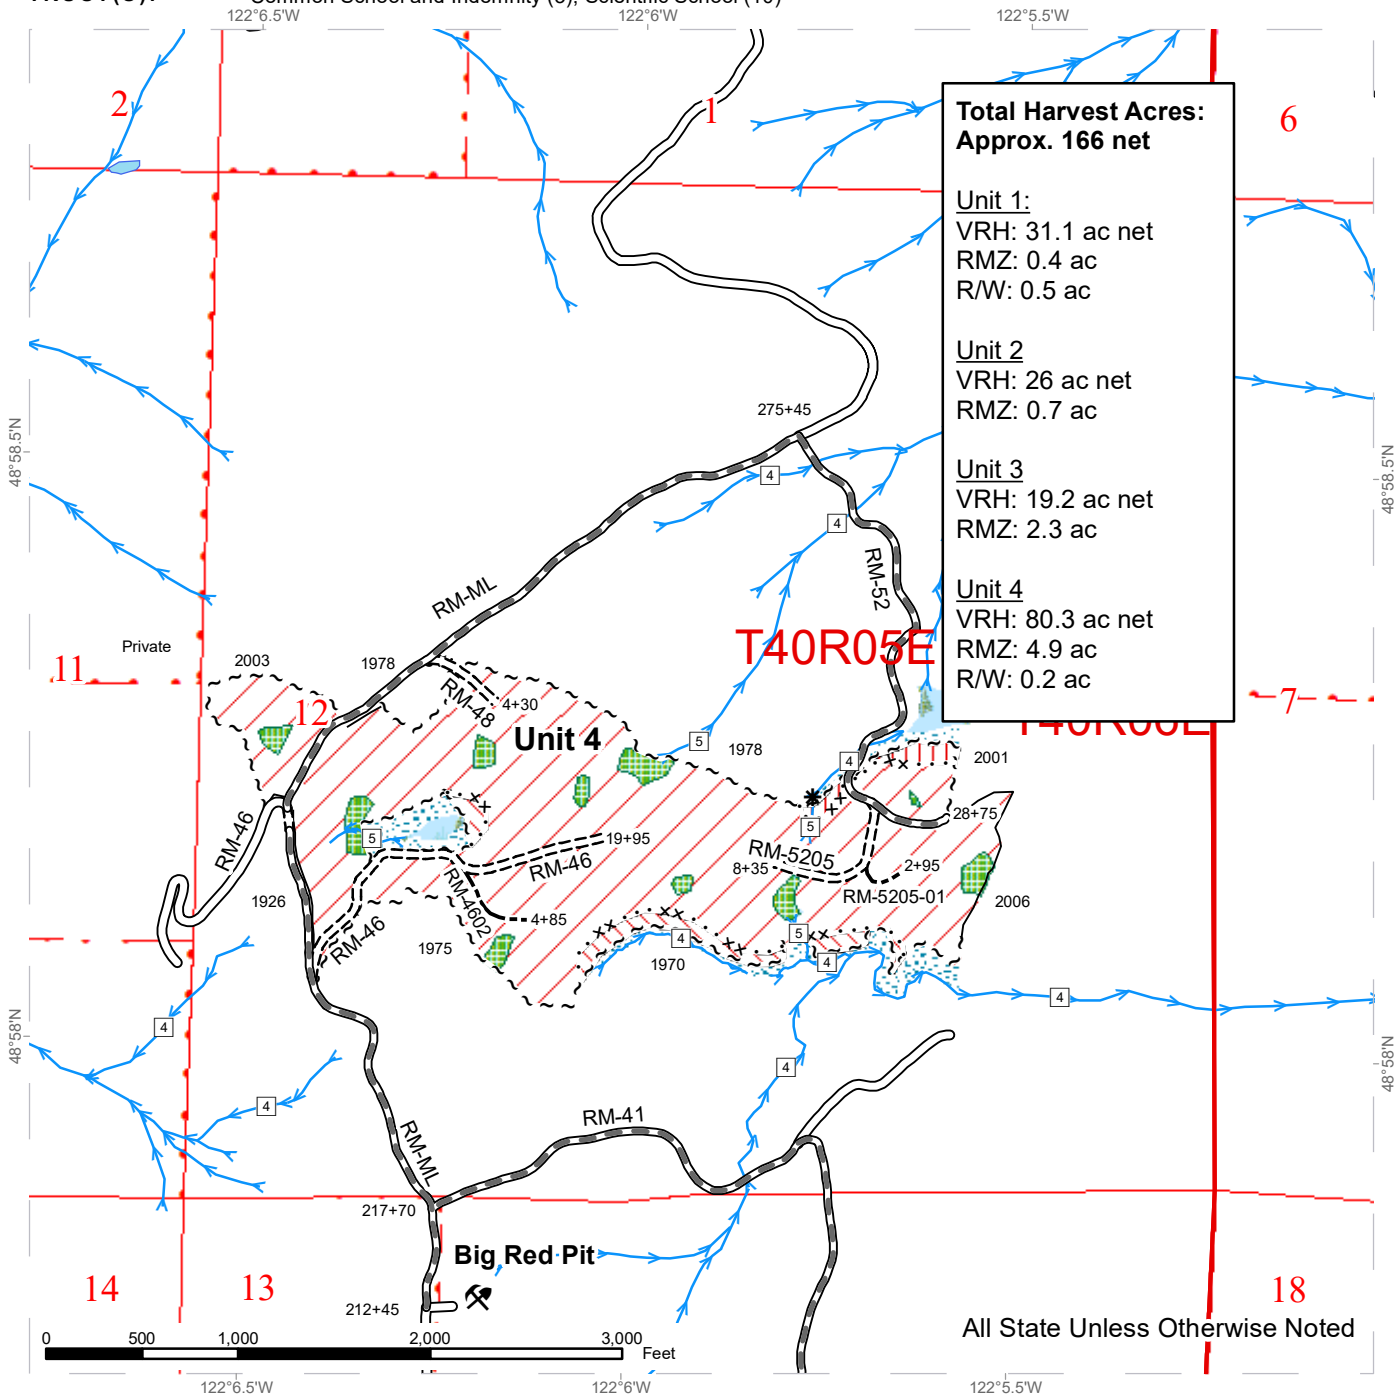 Common School and Indemnity (3), Scientific School (10)
122°6.5'W
122°6'W
122°5.5'W
2
1
6
Total Harvest Acres:
Approx. 166 net
Unit 1:
VRH: 31.1 ac net
RMZ: 0.4 ac
R/W: 0.5 ac
Unit 2
VRH: 26 ac net
RMZ: 0.7 ac
Unit 3
VRH: 19.2 ac net
RMZ: 2.3 ac
Unit 4
VRH: 80.3 ac net
RMZ: 4.9 ac
R/W: 0.2 ac
275+45
48°58.5'N
48°58.5'N
4
4
RM-52
RM-ML
T40R05E
Private
2003
1978
11
RM-48
4+30
7
12
Unit 4
5
1978
T40R06E
4
2001
28+75
5
5
RM-46
19+95
RM-46
RM-5205
8+35
2+95
RM-4602
RM-5205-01
1926
4+85
2006
RM-46
1975
4
5
4
1970
4
4
48°58'N
48°58'N
4
4
RM-41
RM-ML
217+70
Big Red Pit
14
13
212+45
18
All State Unless Otherwise Noted
0
500
1,000
2,000
3,000
Feet
122°6.5'W
122°6'W
122°5.5'W